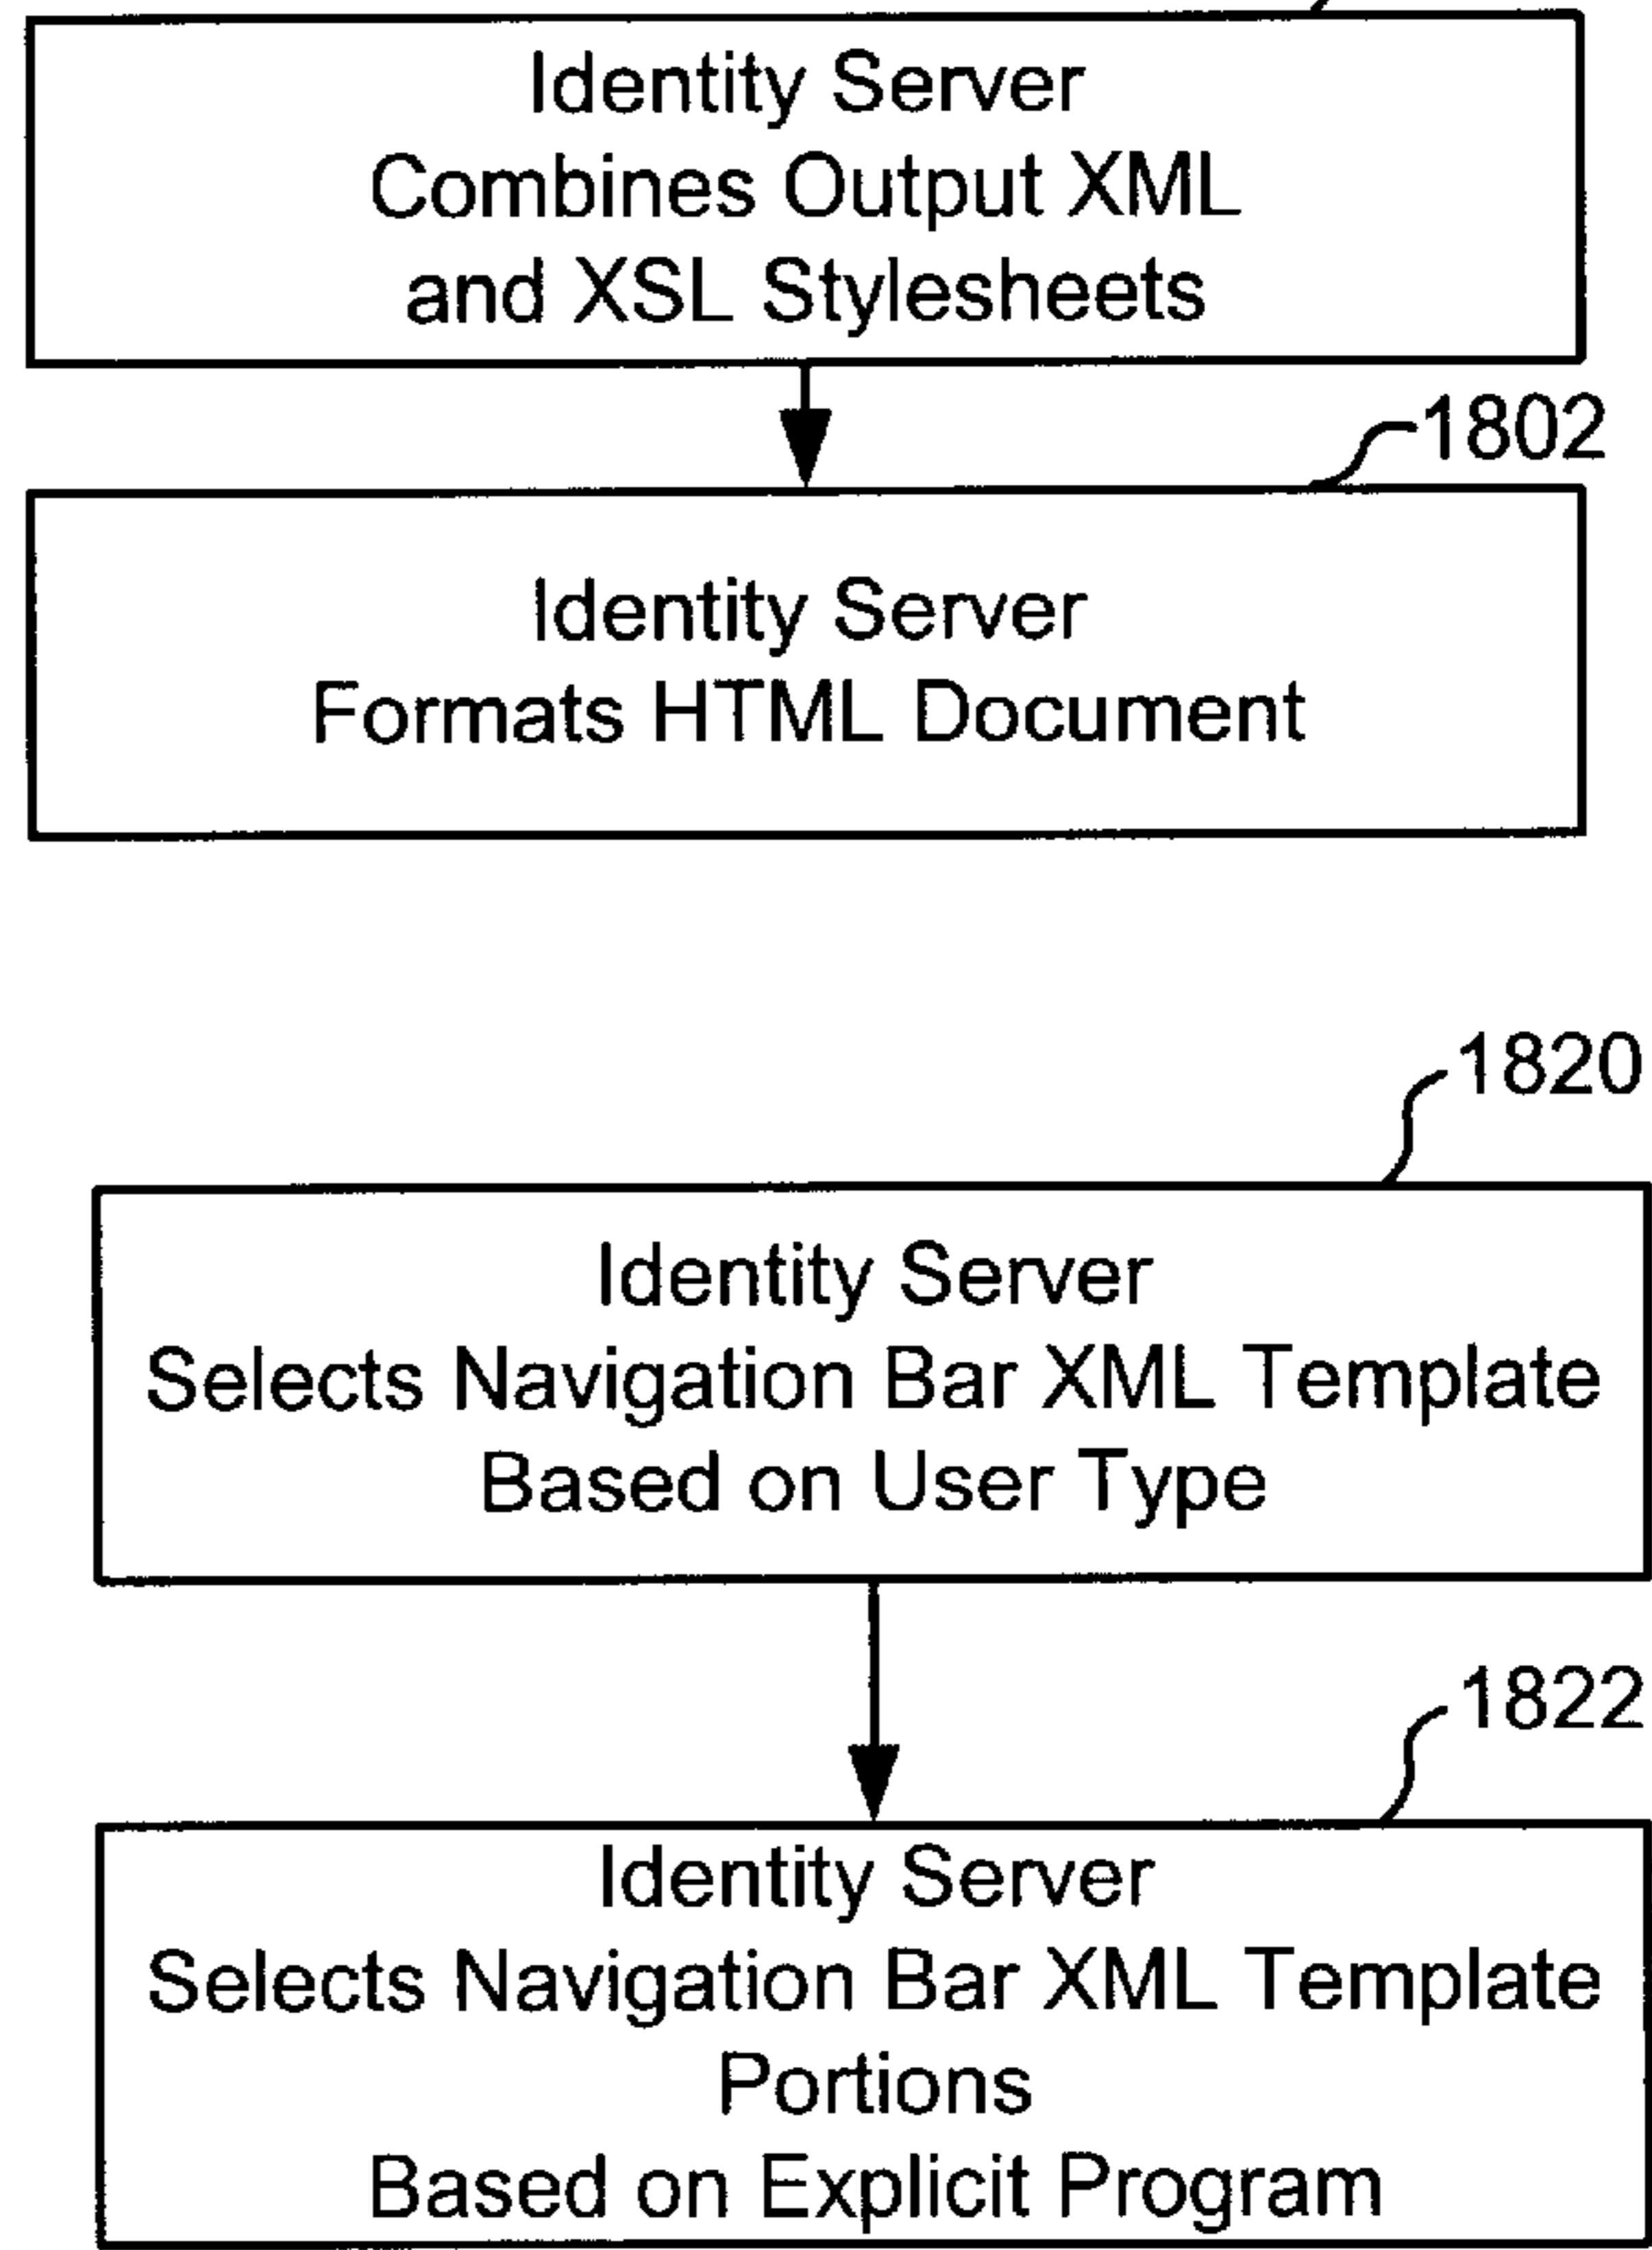 Identity Server
Combines Output XML
and XSL Stylesheets
1802
Identity Server
Formats HTML Document
1820
Identity Server
Selects Navigation Bar XML Template
Based on User Type
1822
Identity Server
Selects Navigation Bar XML Template
Portions
Based on Explicit Program